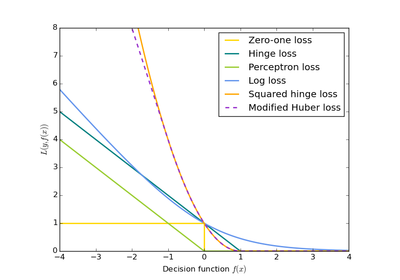 8
7
6
5
4
3
2
1
0
−4
−3
−2
−1
0
1
2
3
4
L(y, f(x))
Decision function f(x)
Zero-one loss
Hinge loss
Perceptron loss
Log loss
Squared hinge loss
Modified Huber loss